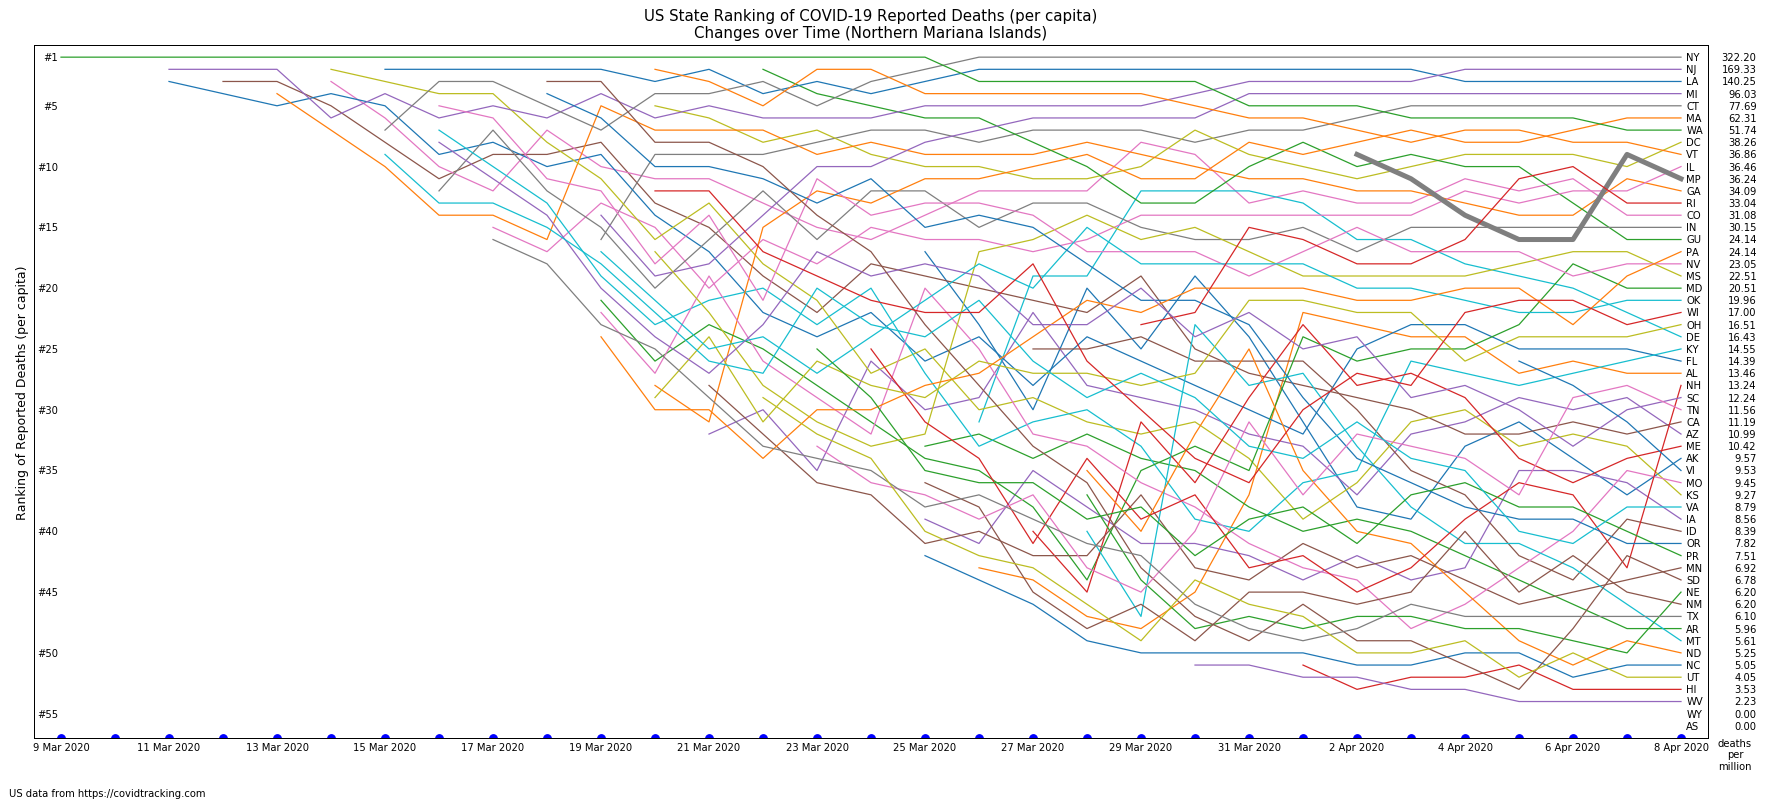 US State Ranking of COVID-19 Reported Deaths (per capita)
Changes over Time (Northern Mariana Islands)
Ranking of Reported Deaths (per capita)
#1
#5
#10
#15
#20
#25
#30
#35
#40
#45
#50
#55
NY 322.20
NJ 169.33
LA 140.25
MI 96.03
CT 77.69
MA 62.31
WA 51.74
DC 38.26
VT 36.86
IL 36.46
MP 36.24
GA 34.09
RI 33.04
CO 31.08
IN 30.15
GU 24.14
PA 24.14
NV 23.05
MS 22.51
MD 20.51
OK 19.96
WI 17.00
OH 16.51
DE 16.43
KY 14.55
FL 14.39
AL 13.46
NH 13.24
SC 12.24
TN 11.56
CA 11.19
AZ 10.99
ME 10.42
AK 9.57
VI 9.53
MO 9.45
KS 9.27
VA 8.79
IA 8.56
ID 8.39
OR 7.82
PR 7.51
MN 6.92
SD 6.78
NE 6.20
NM 6.20
TX 6.10
AR 5.96
MT 5.61
ND 5.25
NC 5.05
UT 4.05
HI 3.53
WV 2.23
WY 0.00
AS 0.00
9 Mar 2020 11 Mar 2020 13 Mar 2020 15 Mar 2020 17 Mar 2020 19 Mar 2020 21 Mar 2020 23 Mar 2020 25 Mar 2020 27 Mar 2020 29 Mar 2020 31 Mar 2020 2 Apr 2020 4 Apr 2020 6 Apr 2020 8 Apr 2020
deaths
per
million
US data from https://covidtracking.com